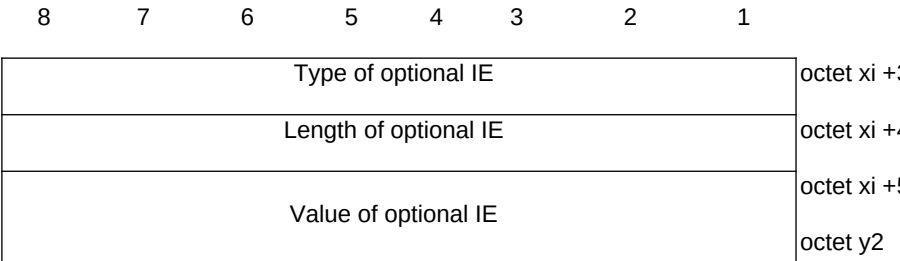 8 7 6 5 4 3 2 1
Type of optional IE octet xi +3
Length of optional IE octet xi +4
octet xi +5
Value of optional IE
octet y2